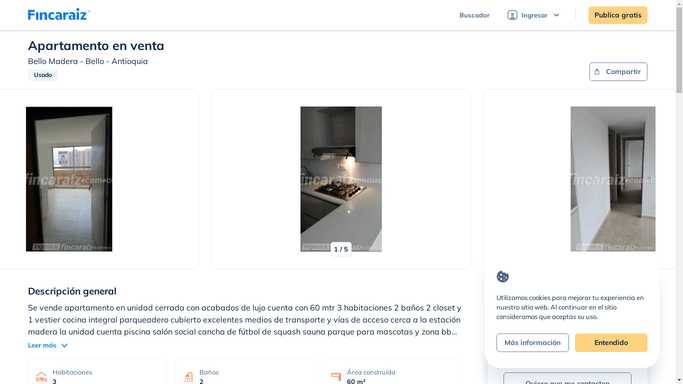 Fincaraiz
Buscador
Ingresar
Publica gratis
Apartamento en venta
Bello Madera - Bello - Antioquia
Usado
Compartir
1 / 5
Descripción general
Se vende apartamento en unidad cerrada con acabados de lujo cuenta con 60 mtr 3 habitaciones 2 baños 2 closet y
1 vestier cocina integral parqueadero cubierto excelentes medios de transporte y vías de acceso cerca a la estación
madera la unidad cuenta piscina salón social cancha de fútbol de squash sauna parque para mascotas y zona bb...
Leer más
Habitaciones
3
Baños
2
Área construida
60 m²
Utilizamos cookies para mejorar tu experiencia en
nuestro sitio web. Al continuar en el sitio
consideramos que aceptas su uso.
Más información
Entendido
Quiero que me contacten